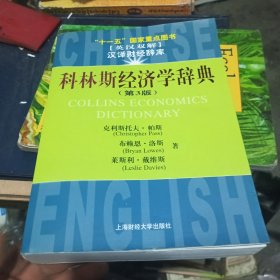 CHINESE
"十一五"国家重点图书
[英汉双解]
汉译财经辞库
科林斯经济学辞典
(第3版)
COLLINS ECONOMICS
DICTIONARY
克利斯托夫·帕斯
(Christopher Pass)
布赖恩·洛斯
(Bryan Lowes) 著
莱斯利·戴维斯
(Leslie Davies)
上海财经大学出版社
ENGLISH